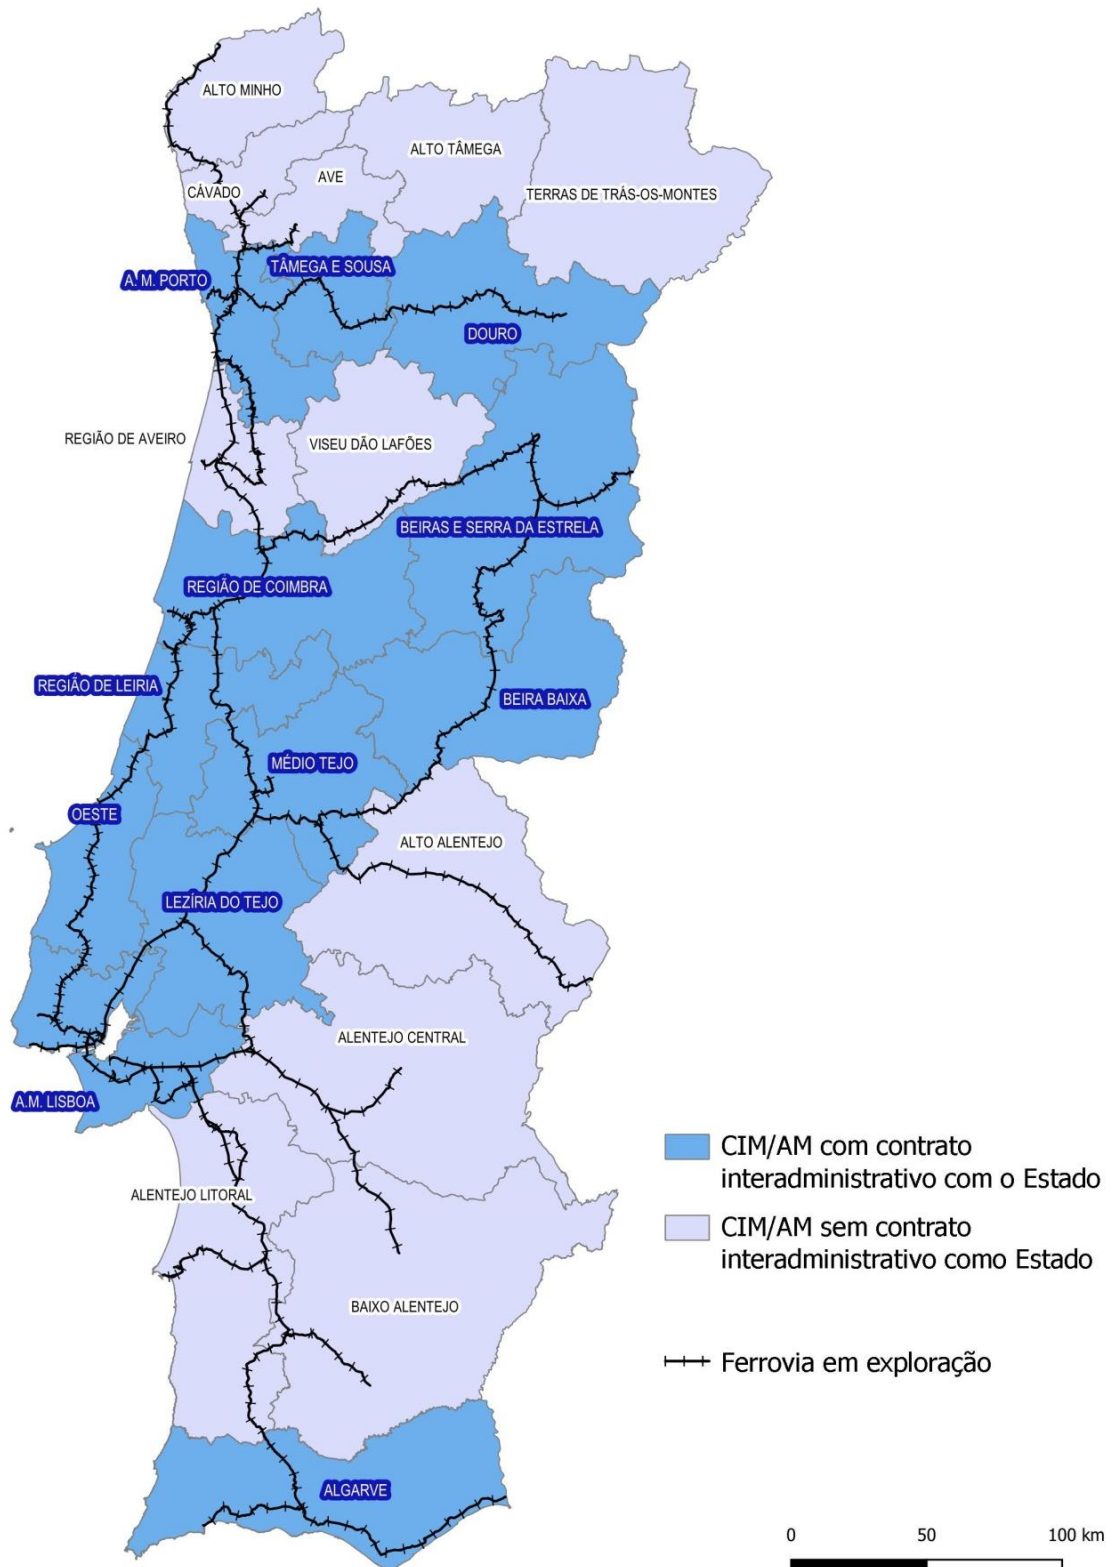 ALTO MINHO
ALTO TÂMEGA
AVE
CÁVADO
TERRAS DE TRÁS-OS-MONTES
TÂMEGA E SOUSA
A. M. PORTO
DOURO
REGIÃO DE AVEIRO
VISEU DÃO LAFÕES
BEIRAS E SERRA DA ESTRELA
REGIÃO DE COIMBRA
REGIÃO DE LEIRIA
BEIRA BAIXA
MÉDIO TEJO
OESTE
ALTO ALENTEJO
LEZÍRIA DO TEJO
ALENTEJO CENTRAL
A.M. LISBOA
ALENTEJO LITORAL
BAIXO ALENTEJO
ALGARVE
CIM/AM com contrato
interadministrativo com o Estado
CIM/AM sem contrato
interadministrativo como Estado
Ferrovia em exploração
0 50 100 km